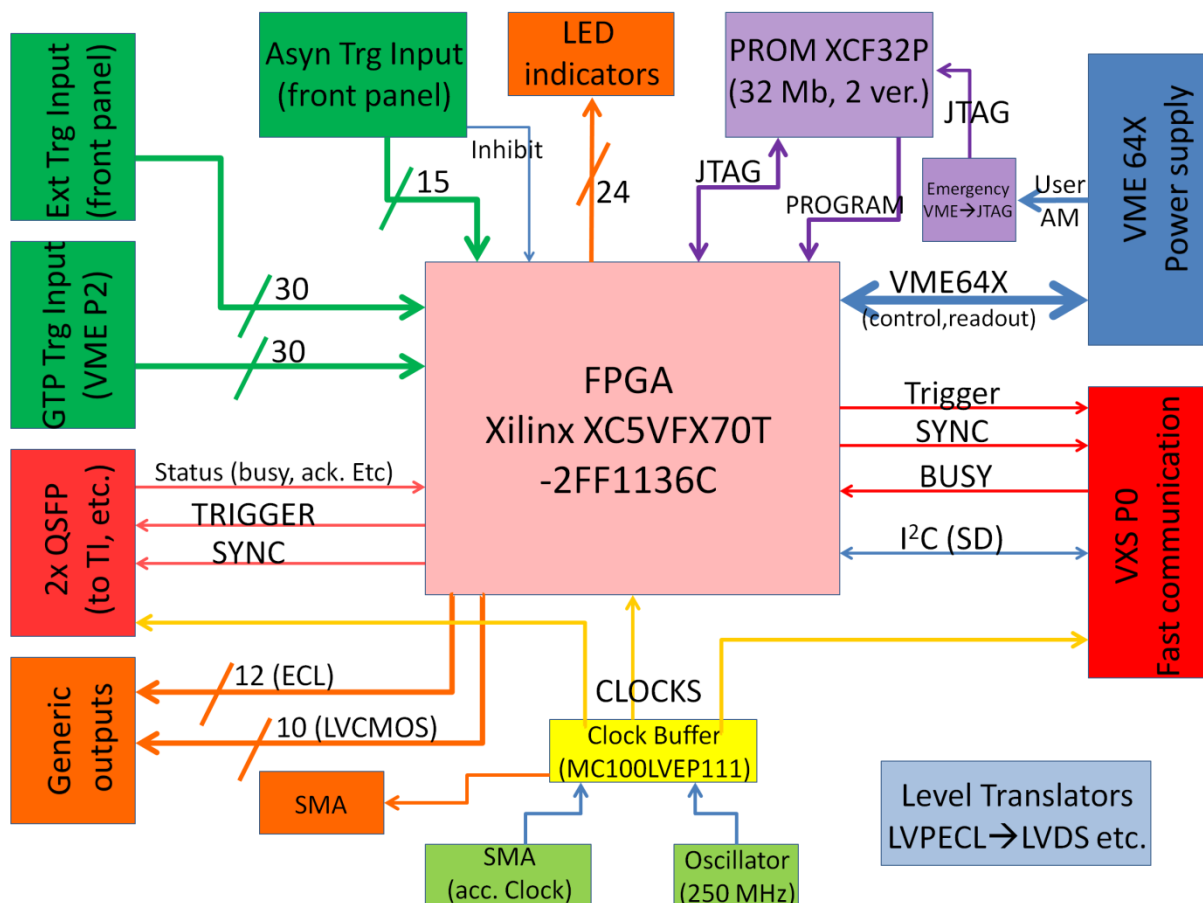 Ext Trg Input
(front panel)
Asyn Trg Input
(front panel)
LED
indicators
PROM XCF32P
(32 Mb, 2 ver.)
VME 64X
Power supply
Inhibit
15
24
JTAG
PROGRAM
JTAG
Emergency
VME→JTAG
User
AM
GTP Trg Input
(VME P2)
30
30
VME64X
(control,readout)
FPGA
Xilinx XC5VFX70T
-2FF1136C
2x QSFP
(to TI, etc.)
Status (busy, ack. Etc)
TRIGGER
SYNC
Trigger
SYNC
BUSY
I²C (SD)
VXS P0
Fast communication
Generic
outputs
12 (ECL)
10 (LVCMOS)
CLOCKS
Clock Buffer
(MC100LVEP111)
SMA
SMA
(acc. Clock)
Oscillator
(250 MHz)
Level Translators
LVPECL→LVDS etc.